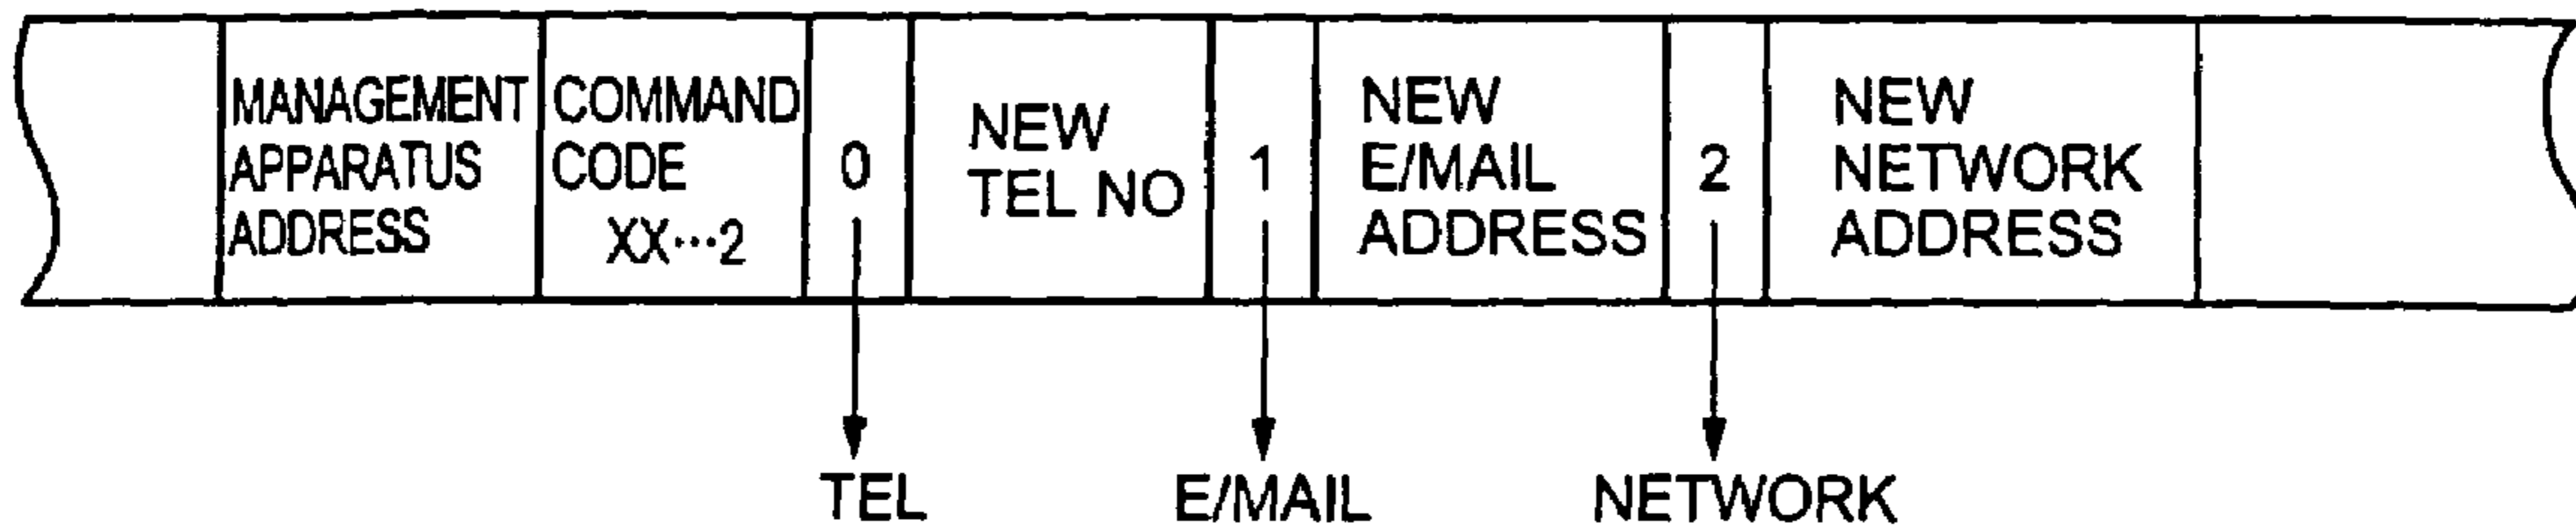 MANAGEMENT
APPARATUS
ADDRESS
COMMAND
CODE
XX···2
0
NEW
TEL NO
1
NEW
E/MAIL
ADDRESS
2
NEW
NETWORK
ADDRESS
TEL
E/MAIL
NETWORK